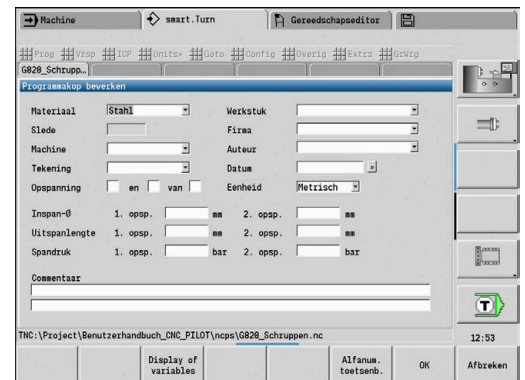 Machine smart.Turn Gereedschapseditor
Prog Vrsp ICP Units» Goto Config Overig Extra GrWrg
G820_Schrupp…
Programmakop bewerken
Materiaal Stahl Werkstuk
Slede Firma
Machine Auteur
Tekening Datum »
Opspanning en van Eenheid Metrisch
Inspan-Ø 1. opsp. mm 2. opsp. mm
Uitspanlengte 1. opsp. mm 2. opsp. mm
Spandruk 1. opsp. bar 2. opsp. bar
Commentaar
TNC:\Project\Benutzerhandbuch_CNC_PILOT\ncps\G820_Schruppen.nc
T
12:53
Display of variables Alfanum. toetsenb. OK Afbreken